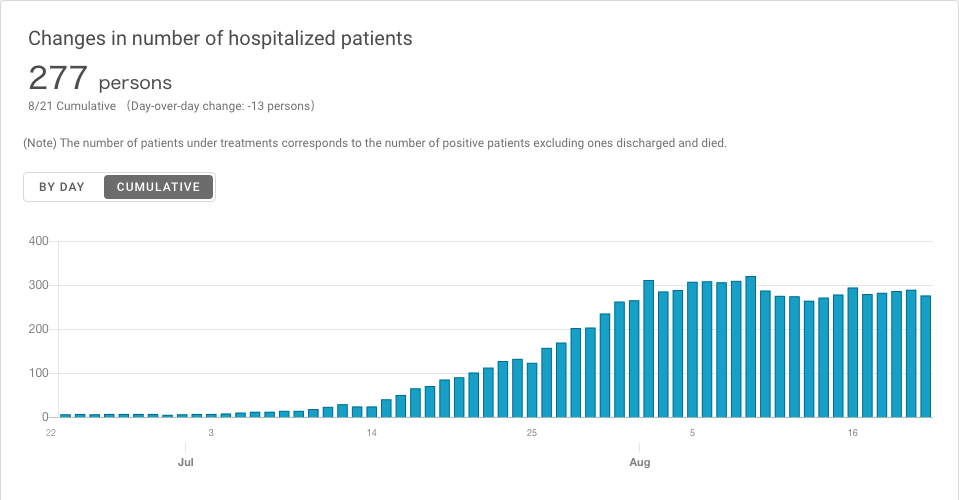 Changes in number of hospitalized patients
277 persons
8/21 Cumulative (Day-over-day change: -13 persons)
(Note) The number of patients under treatments corresponds to the number of positive patients excluding ones discharged and died.
BY DAY CUMULATIVE
400
300
200
100
0
22 3 14 25 5 16
Jul Aug